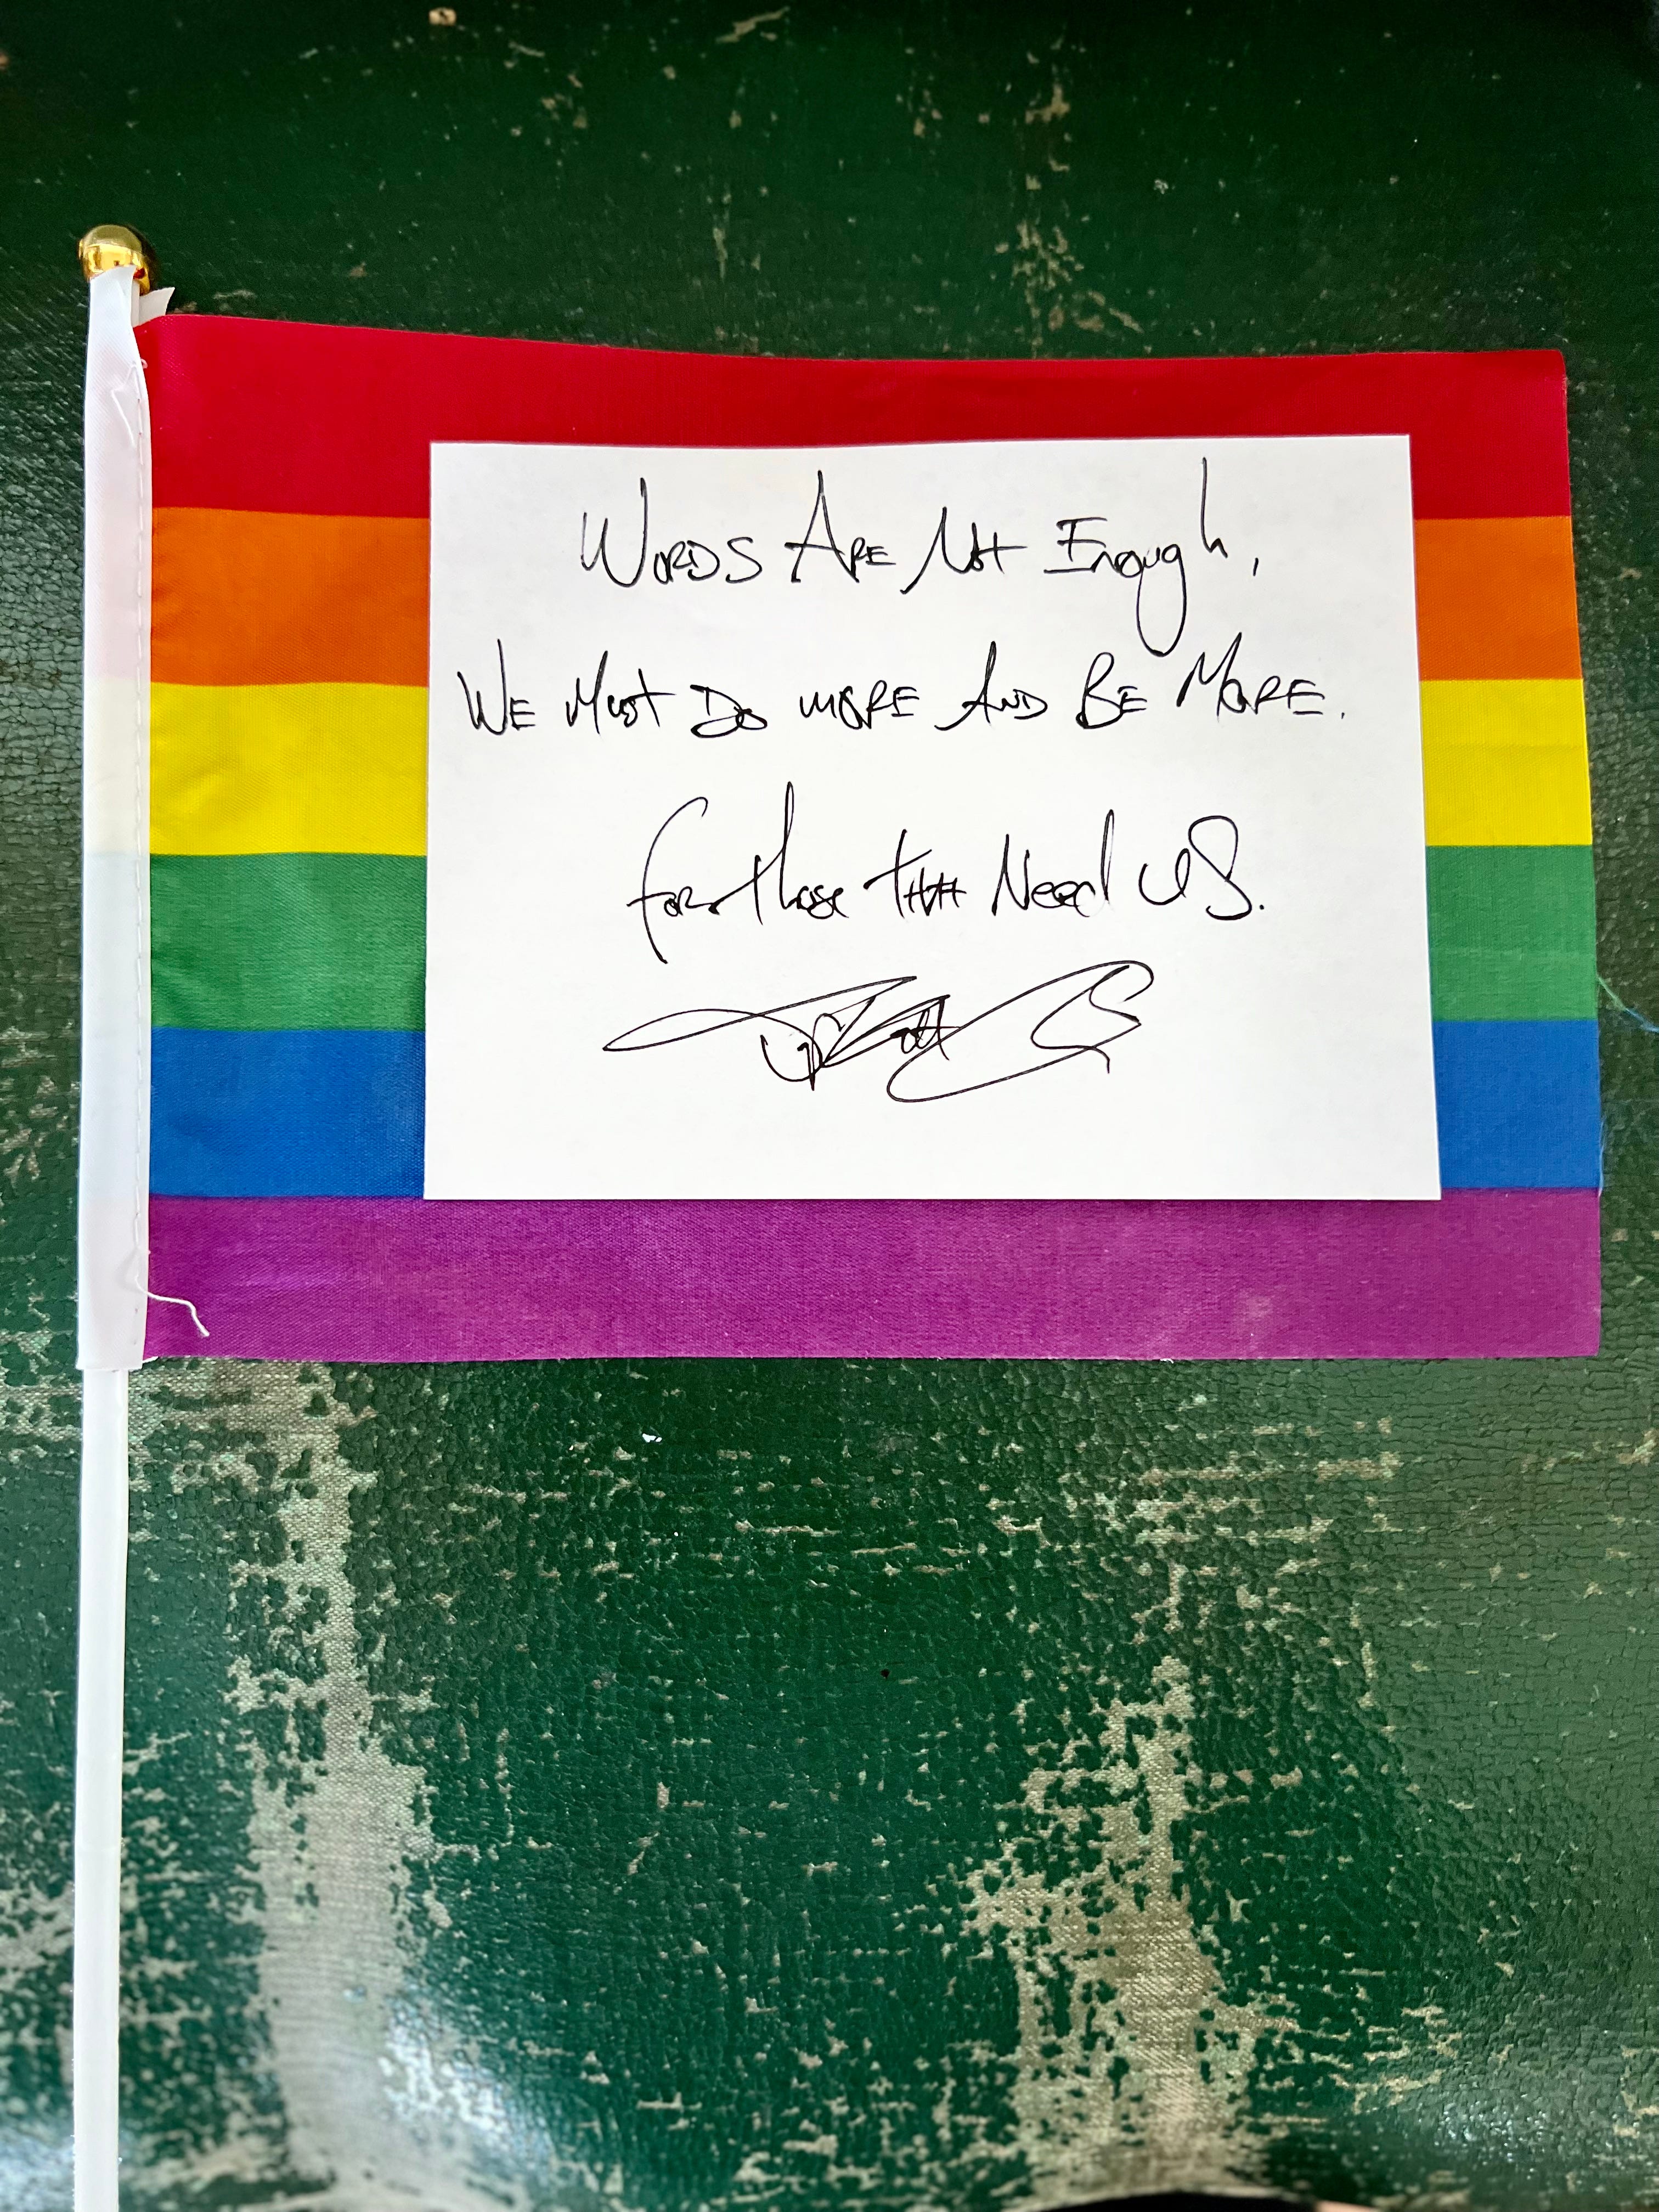 Words Are Not Enough,
We Must Do more And Be More.
for those that Need US.